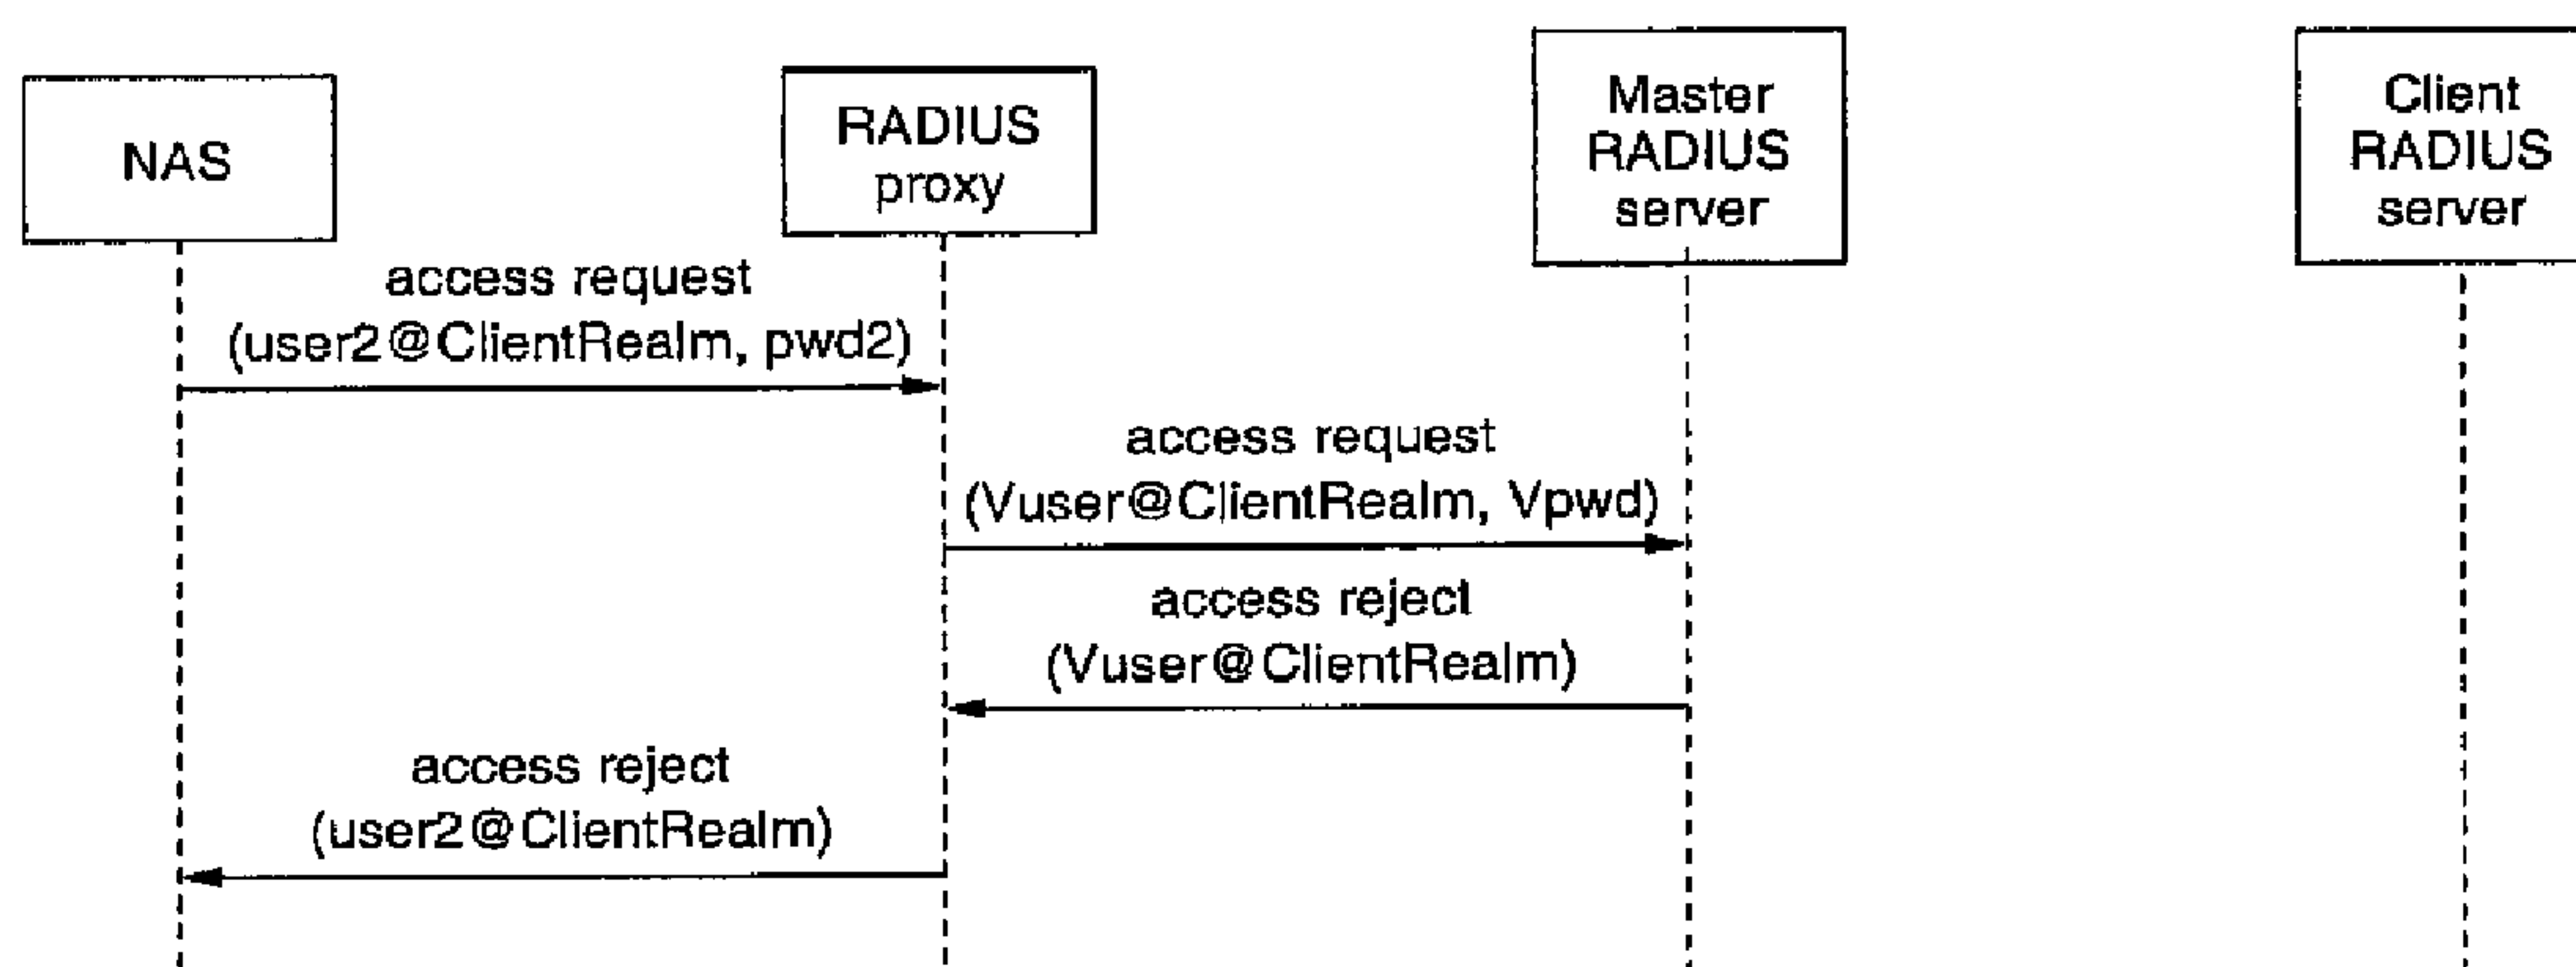 NAS
RADIUS
proxy
Master
RADIUS
server
Client
RADIUS
server
access request
(user2@ClientRealm, pwd2)
access request
(Vuser@ClientRealm, Vpwd)
access reject
(Vuser@ClientRealm)
access reject
(user2@ClientRealm)